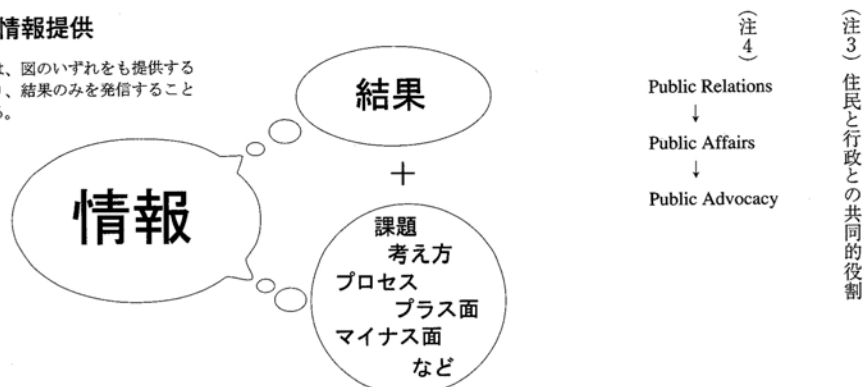 情報提供
、図のいずれをも提供する
、結果のみを発信すること
る。
結果
+
情報
課題
考え方
プロセス
プラス面
マイナス面
など
(注3) 住民と行政との共同的役割
(注4)
Public Relations
↓
Public Affairs
↓
Public Advocacy